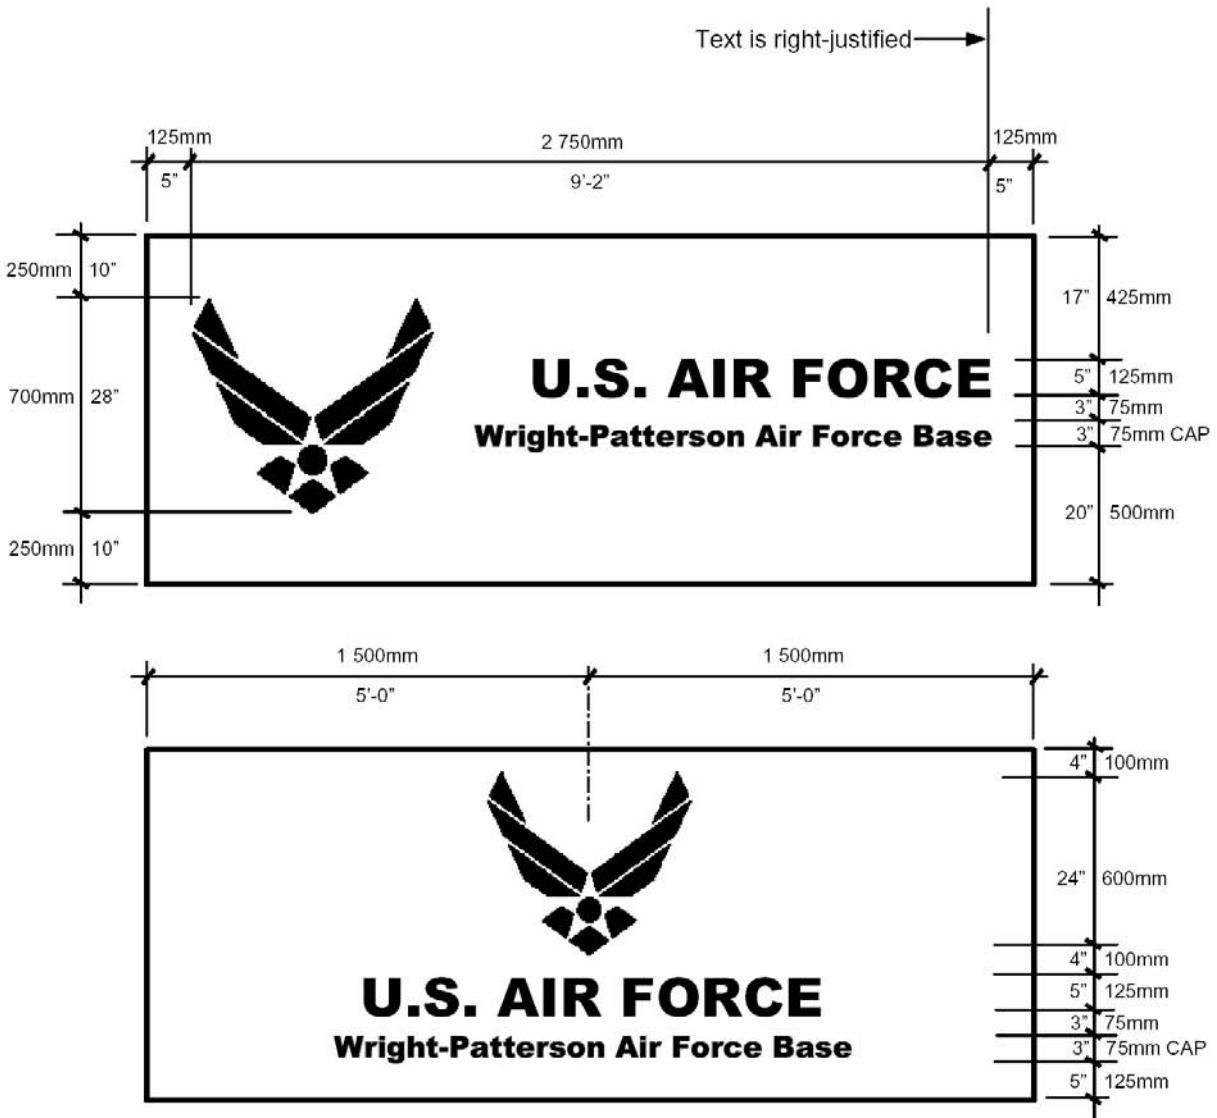 Text is right-justified
125mm 2 750mm 125mm
5" 9'-2" 5"
250mm 10"
17" 425mm
700mm 28"
U.S. AIR FORCE
5" 125mm
3" 75mm
Wright-Patterson Air Force Base
3" 75mm CAP
20" 500mm
250mm 10"
1 500mm 1 500mm
5'-0" 5'-0"
4" 100mm
24" 600mm
4" 100mm
U.S. AIR FORCE
5" 125mm
3" 75mm
Wright-Patterson Air Force Base
3" 75mm CAP
5" 125mm